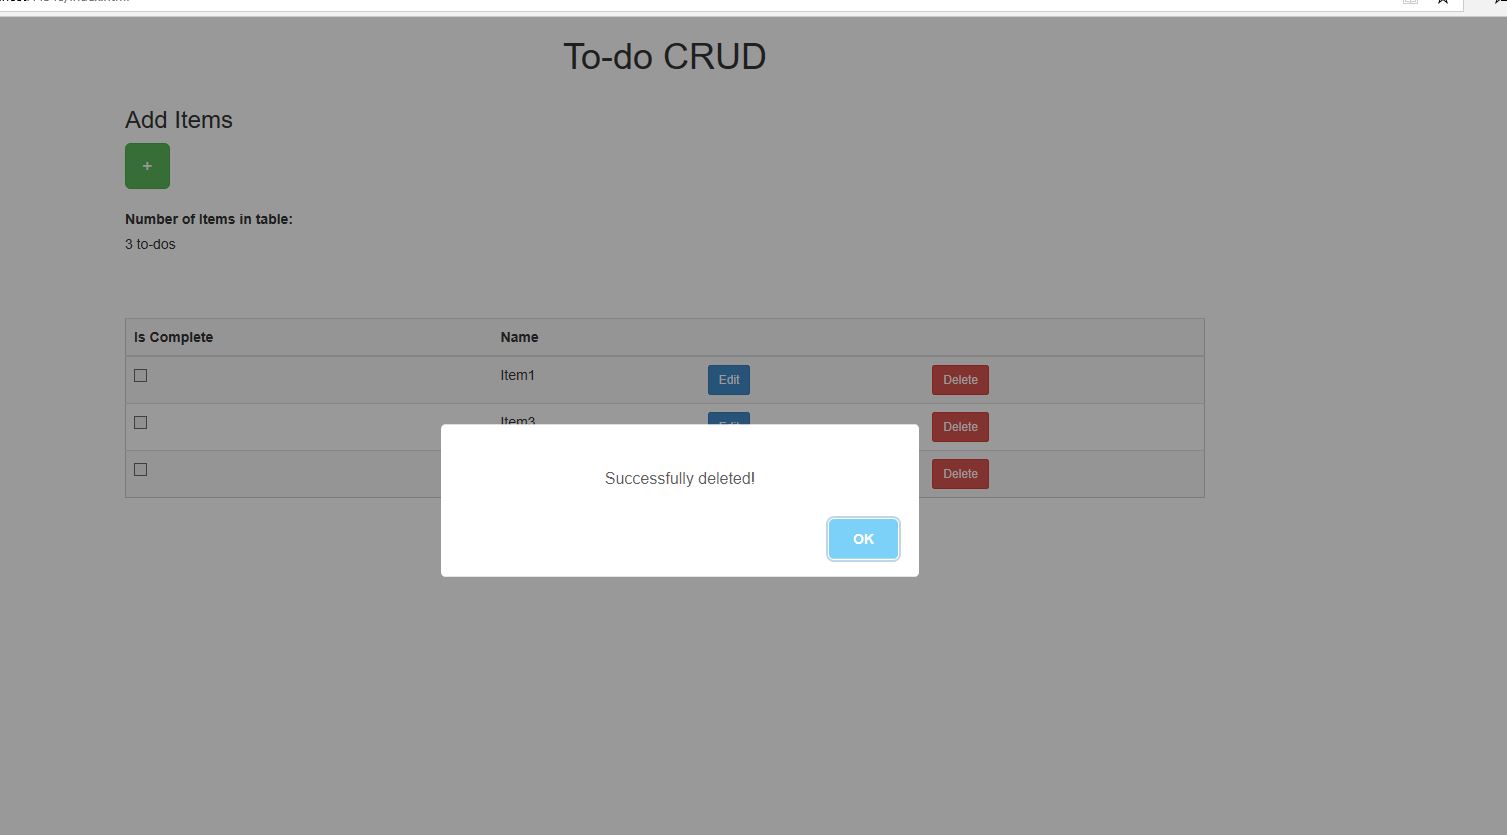 To-do CRUD
Add Items
+
Number of Items in table:
3 to-dos
Is Complete Name
Item1 Edit Delete
Item3 Edit Delete
Delete
Successfully deleted!
OK